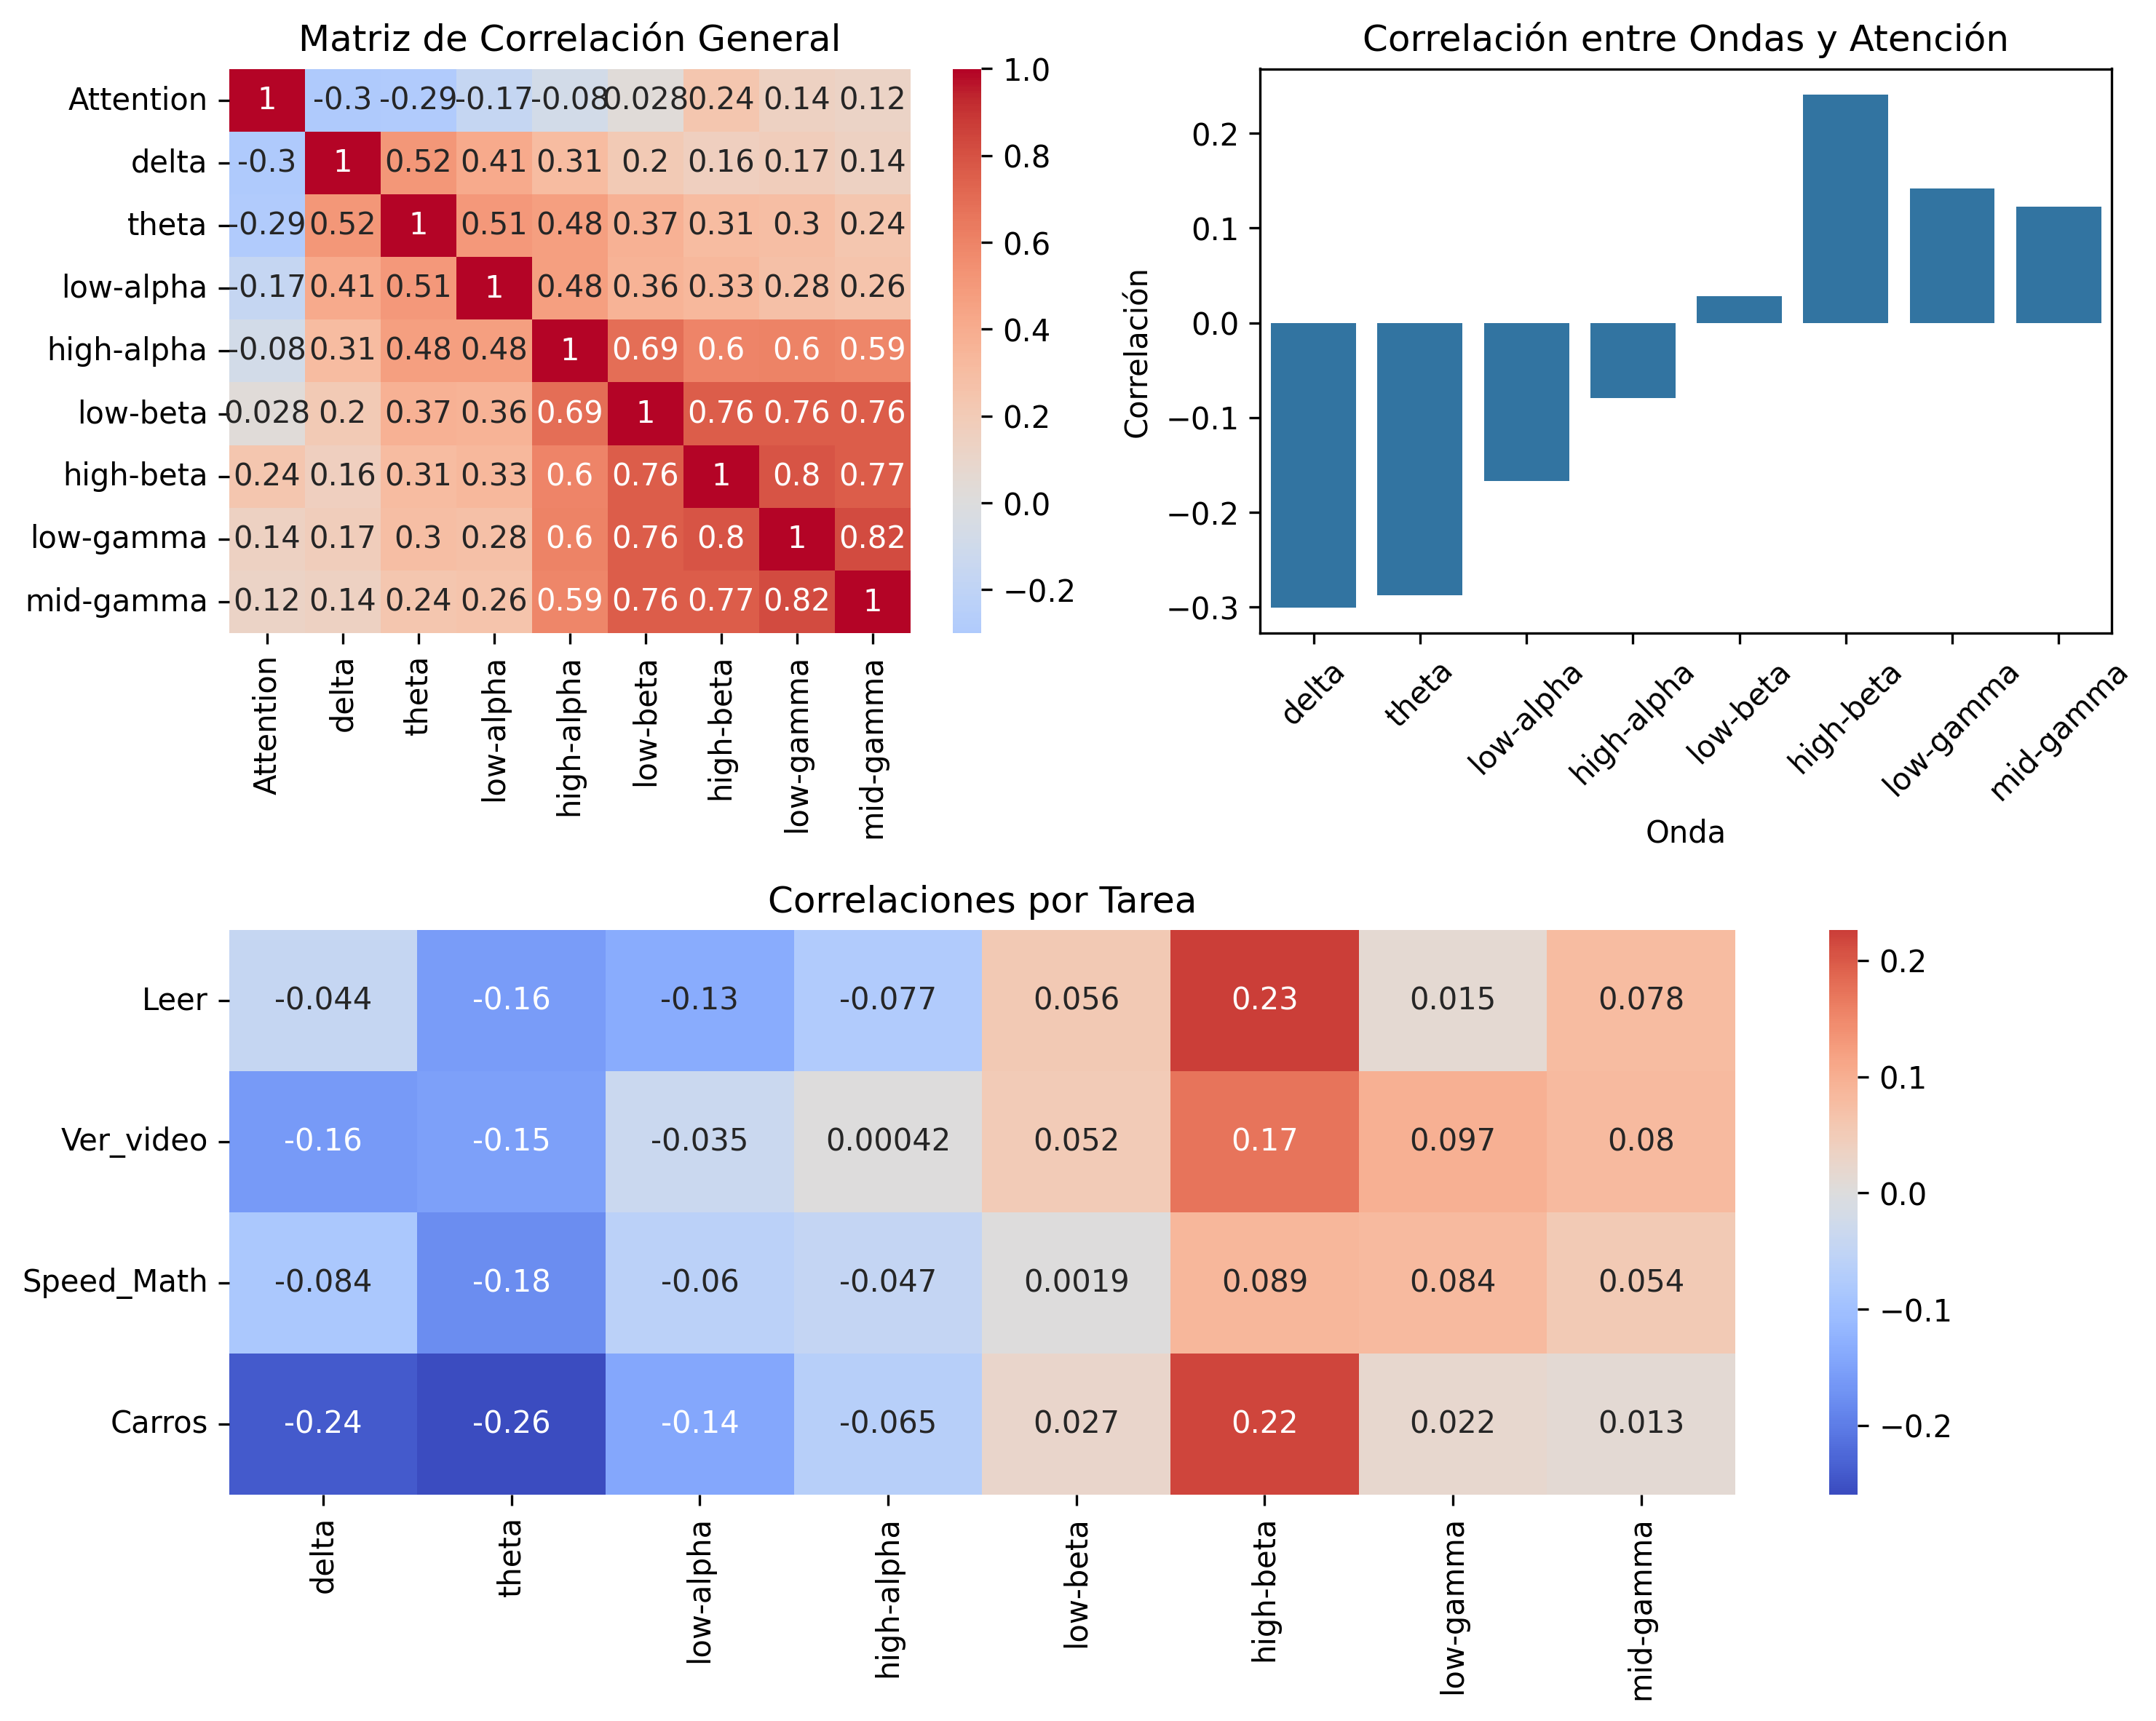 Matriz de Correlación General
Attention 1 -0.3 -0.29 -0.17 -0.08 0.028 0.24 0.14 0.12
delta -0.3 1 0.52 0.41 0.31 0.2 0.16 0.17 0.14
theta -0.29 0.52 1 0.51 0.48 0.37 0.31 0.3 0.24
low-alpha -0.17 0.41 0.51 1 0.48 0.36 0.33 0.28 0.26
high-alpha -0.08 0.31 0.48 0.48 1 0.69 0.6 0.6 0.59
low-beta 0.028 0.2 0.37 0.36 0.69 1 0.76 0.76 0.76
high-beta 0.24 0.16 0.31 0.33 0.6 0.76 1 0.8 0.77
low-gamma 0.14 0.17 0.3 0.28 0.6 0.76 0.8 1 0.82
mid-gamma 0.12 0.14 0.24 0.26 0.59 0.76 0.77 0.82 1
Attention delta theta low-alpha high-alpha low-beta high-beta low-gamma mid-gamma
1.0
0.8
0.6
0.4
0.2
0.0
−0.2
Correlación entre Ondas y Atención
Correlación
0.2
0.1
0.0
−0.1
−0.2
−0.3
delta theta low-alpha high-alpha low-beta high-beta low-gamma mid-gamma
Onda
Correlaciones por Tarea
Leer -0.044 -0.16 -0.13 -0.077 0.056 0.23 0.015 0.078
Ver_video -0.16 -0.15 -0.035 0.00042 0.052 0.17 0.097 0.08
Speed_Math -0.084 -0.18 -0.06 -0.047 0.0019 0.089 0.084 0.054
Carros -0.24 -0.26 -0.14 -0.065 0.027 0.22 0.022 0.013
delta theta low-alpha high-alpha low-beta high-beta low-gamma mid-gamma
0.2
0.1
0.0
−0.1
−0.2